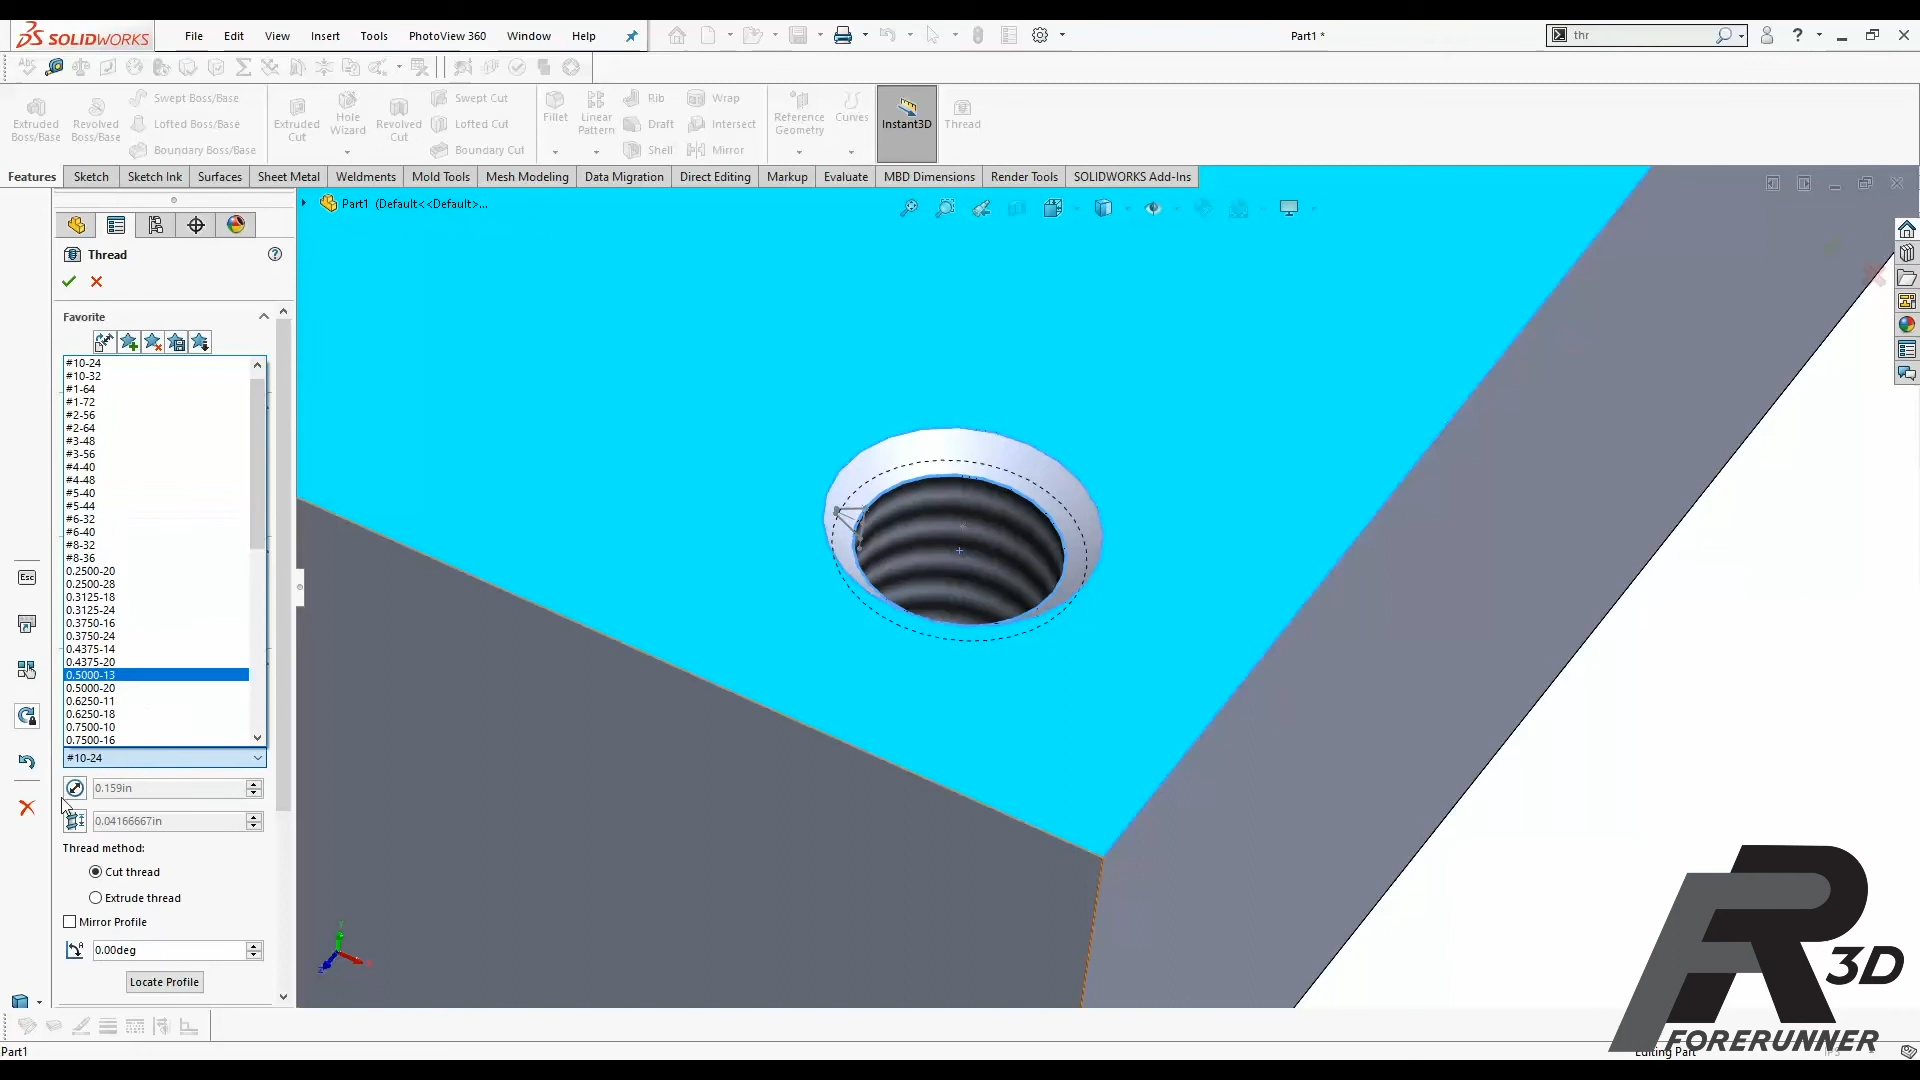 SOLIDWORKS
File Edit View Insert Tools PhotoView 360 Window Help
Part1 *
thr
Extruded Boss/Base
Revolved Boss/Base
Swept Boss/Base
Lofted Boss/Base
Boundary Boss/Base
Extruded Cut
Hole Wizard
Revolved Cut
Swept Cut
Lofted Cut
Boundary Cut
Fillet
Linear Pattern
Rib
Draft
Shell
Wrap
Intersect
Mirror
Reference Geometry
Curves
Instant3D
Thread
Features Sketch Sketch Ink Surfaces Sheet Metal Weldments Mold Tools Mesh Modeling Data Migration Direct Editing Markup Evaluate MBD Dimensions Render Tools SOLIDWORKS Add-Ins
Part1 (Default<<Default>...
Thread
Favorite
#10-24
#10-32
#1-64
#1-72
#2-56
#2-64
#3-48
#3-56
#4-40
#4-48
#5-40
#5-44
#6-32
#6-40
#8-32
#8-36
0.2500-20
0.2500-28
0.3125-18
0.3125-24
0.3750-16
0.3750-24
0.4375-14
0.4375-20
0.5000-13
0.5000-20
0.6250-11
0.6250-18
0.7500-10
0.7500-16
#10-24
0.159in
0.04166667in
Thread method:
Cut thread
Extrude thread
Mirror Profile
0.00deg
Locate Profile
Esc
FR 3D
FORERUNNER
Part1
Editing Part
IPS